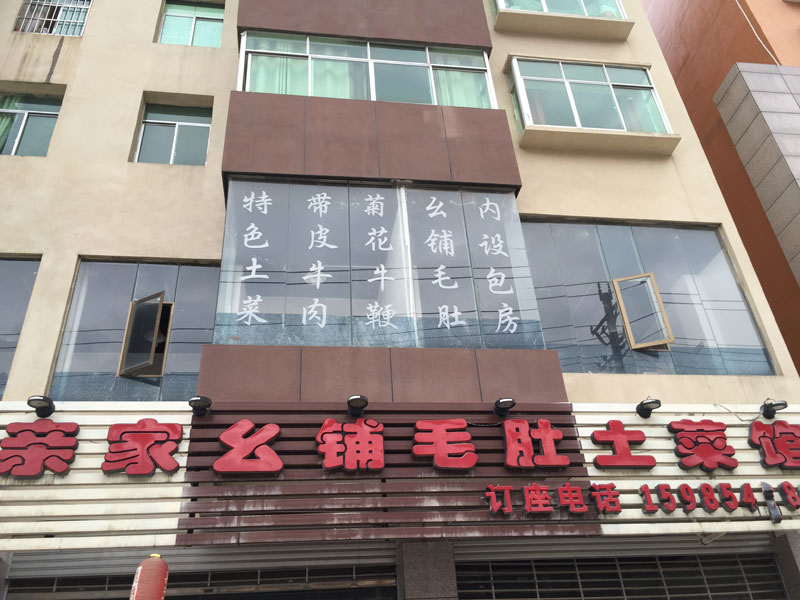 特色土菜
带皮牛肉
菊花牛鞭
幺铺毛肚
内设包房
亲家幺铺毛肚土菜馆
订座电话 159854